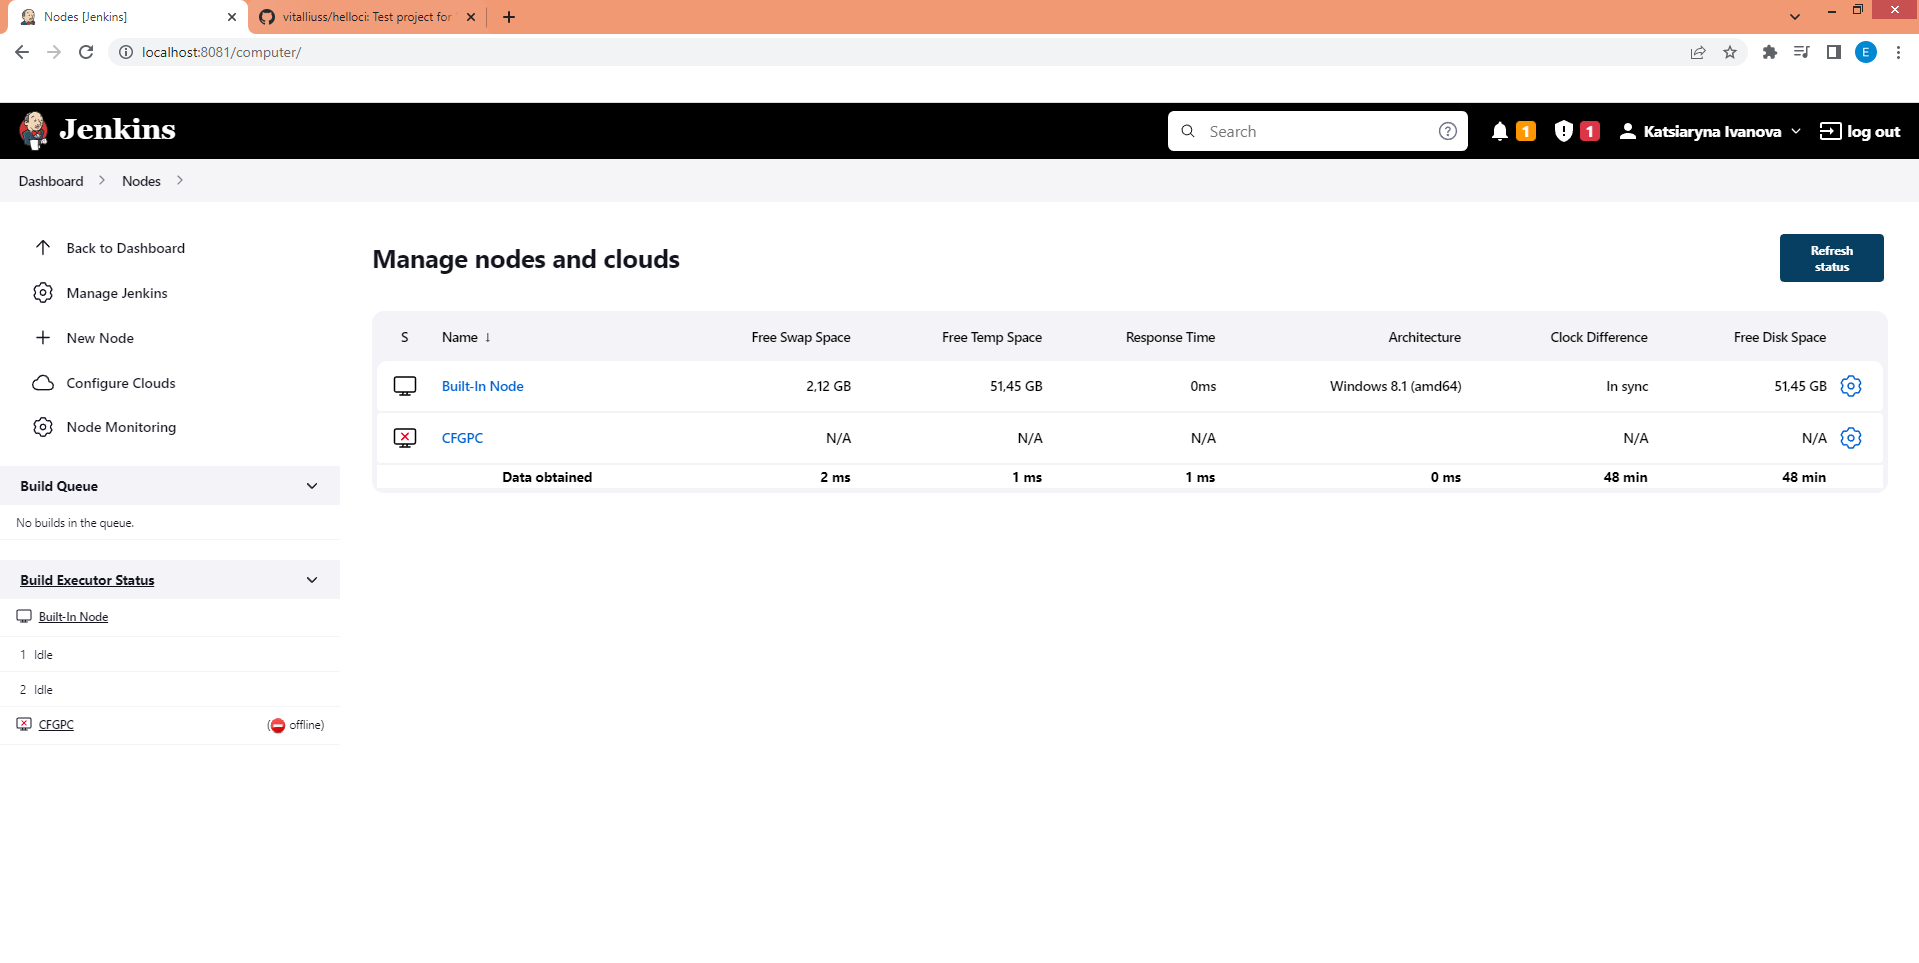 Nodes [Jenkins]
vitalliuss/helloci: Test project for
localhost:8081/computer/
E
Jenkins
Search
1
1
Katsiaryna Ivanova
log out
Dashboard
Nodes
Back to Dashboard
Manage Jenkins
New Node
Configure Clouds
Node Monitoring
Build Queue
No builds in the queue.
Build Executor Status
Built-In Node
1 Idle
2 Idle
CFGPC (offline)
Manage nodes and clouds
Refresh
status
S Name ↓ Free Swap Space Free Temp Space Response Time Architecture Clock Difference Free Disk Space
Built-In Node 2,12 GB 51,45 GB 0ms Windows 8.1 (amd64) In sync 51,45 GB
CFGPC N/A N/A N/A N/A N/A
Data obtained 2 ms 1 ms 1 ms 0 ms 48 min 48 min